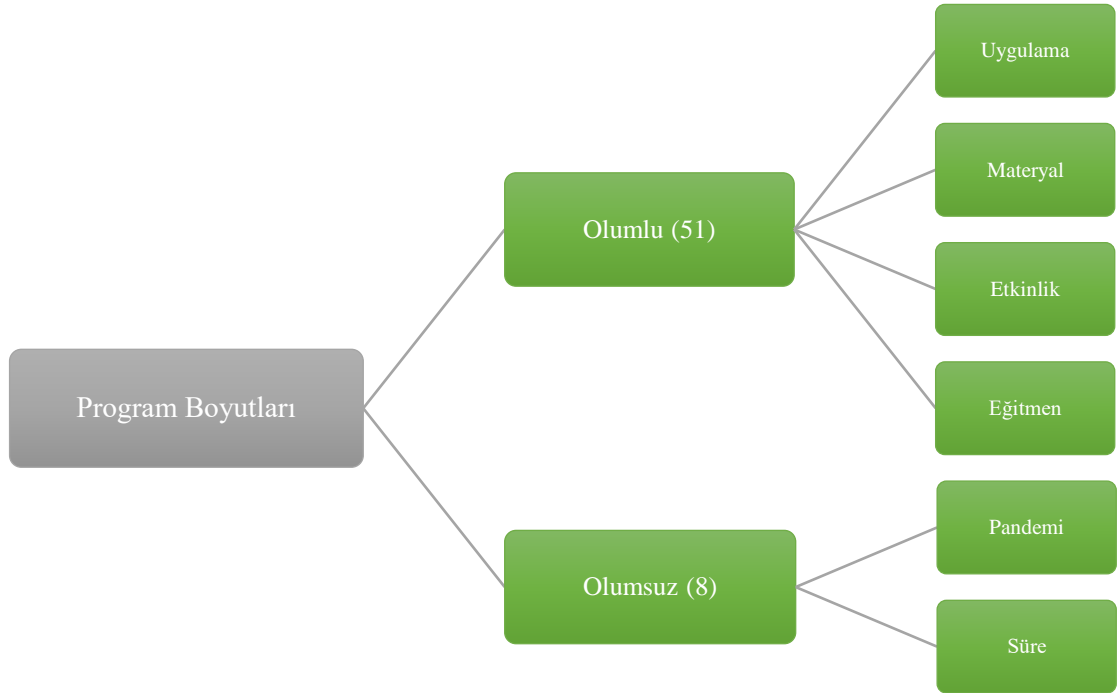 Program Boyutları
Olumlu (51)
Uygulama
Materyal
Etkinlik
Eğitmen
Olumsuz (8)
Pandemi
Süre